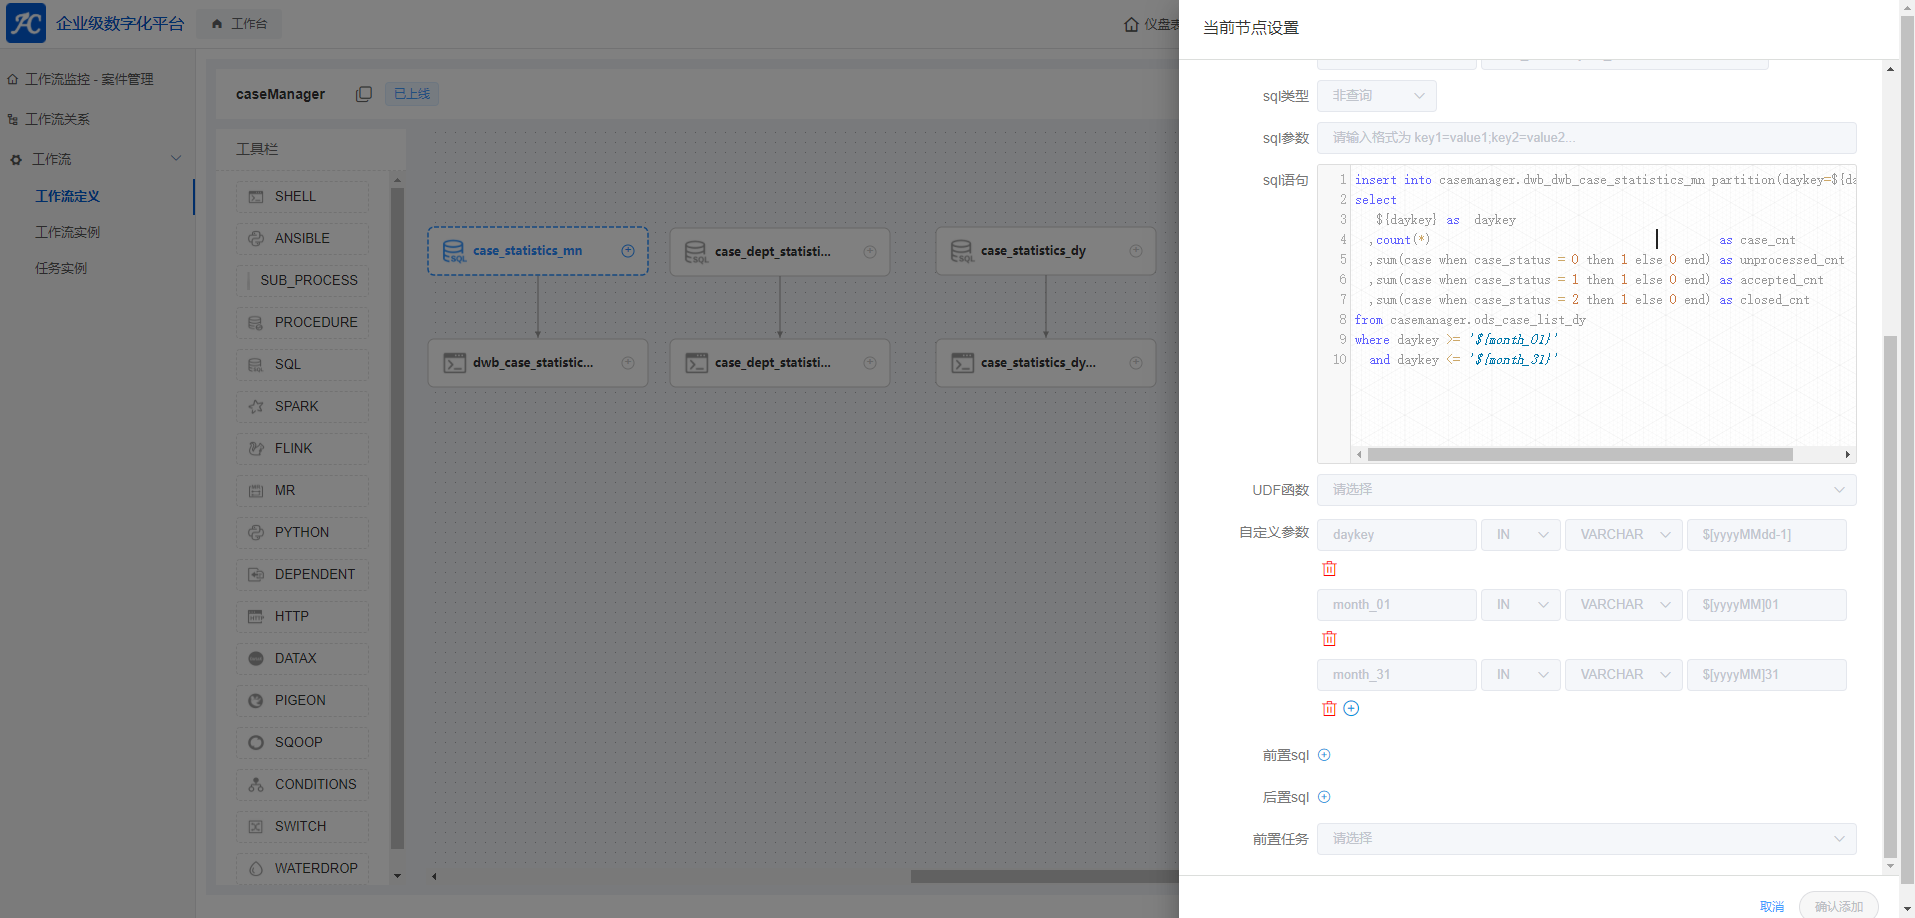 企业级数字化平台
工作台
仪盘表
工作流监控 - 案件管理
工作流关系
工作流
工作流定义
工作流实例
任务实例
caseManager
已上线
工具栏
SHELL
ANSIBLE
SUB_PROCESS
PROCEDURE
SQL
SPARK
FLINK
MR
PYTHON
DEPENDENT
HTTP
DATAX
PIGEON
SQOOP
CONDITIONS
SWITCH
WATERDROP
case_statistics_mn
case_dept_statisti...
case_statistics_dy
dwb_case_statistic...
case_dept_statisti...
case_statistics_dy...
当前节点设置
sql类型
非查询
sql参数
请输入格式为 key1=value1;key2=value2...
sql语句
1 insert into casemanager.dwb_dwb_case_statistics_mn partition(daykey=${da
2 select
3 ${daykey} as daykey
4 ,count(*) as case_cnt
5 ,sum(case when case_status = 0 then 1 else 0 end) as unprocessed_cnt
6 ,sum(case when case_status = 1 then 1 else 0 end) as accepted_cnt
7 ,sum(case when case_status = 2 then 1 else 0 end) as closed_cnt
8 from casemanager.ods_case_list_dy
9 where daykey >= '${month_01}'
10 and daykey <= '${month_31}'
UDF函数
请选择
自定义参数
daykey IN VARCHAR $[yyyyMMdd-1]
month_01 IN VARCHAR $[yyyyMM]01
month_31 IN VARCHAR $[yyyyMM]31
前置sql
后置sql
前置任务
请选择
取消
确认添加